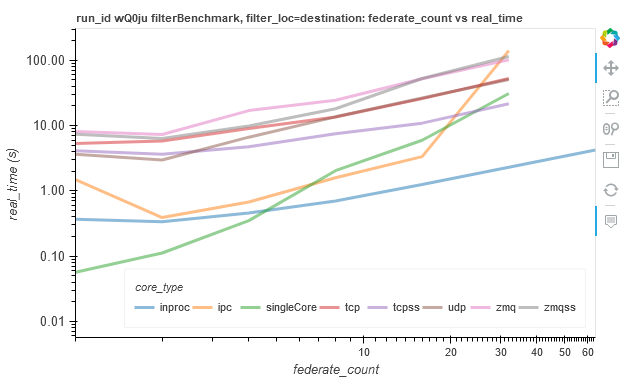 run_id wQ0ju filterBenchmark, filter_loc=destination: federate_count vs real_time
100.00
10.00
1.00
0.10
0.01
real_time (s)
core_type
inproc ipc singleCore tcp tcpss udp zmq zmqss
10 20 30 40 50 60
federate_count